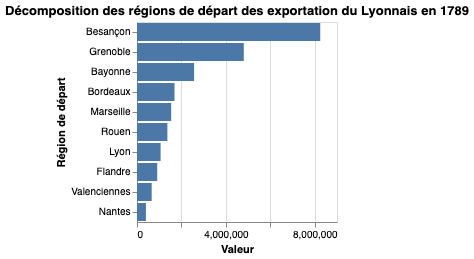 Décomposition des régions de départ des exportation du Lyonnais en 1789
Région de départ
Besançon
Grenoble
Bayonne
Bordeaux
Marseille
Rouen
Lyon
Flandre
Valenciennes
Nantes
0 4,000,000 8,000,000
Valeur